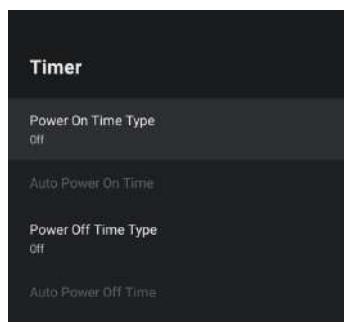 Timer
Power On Time Type
Off
Auto Power On Time
Power Off Time Type
Off
Auto Power Off Time